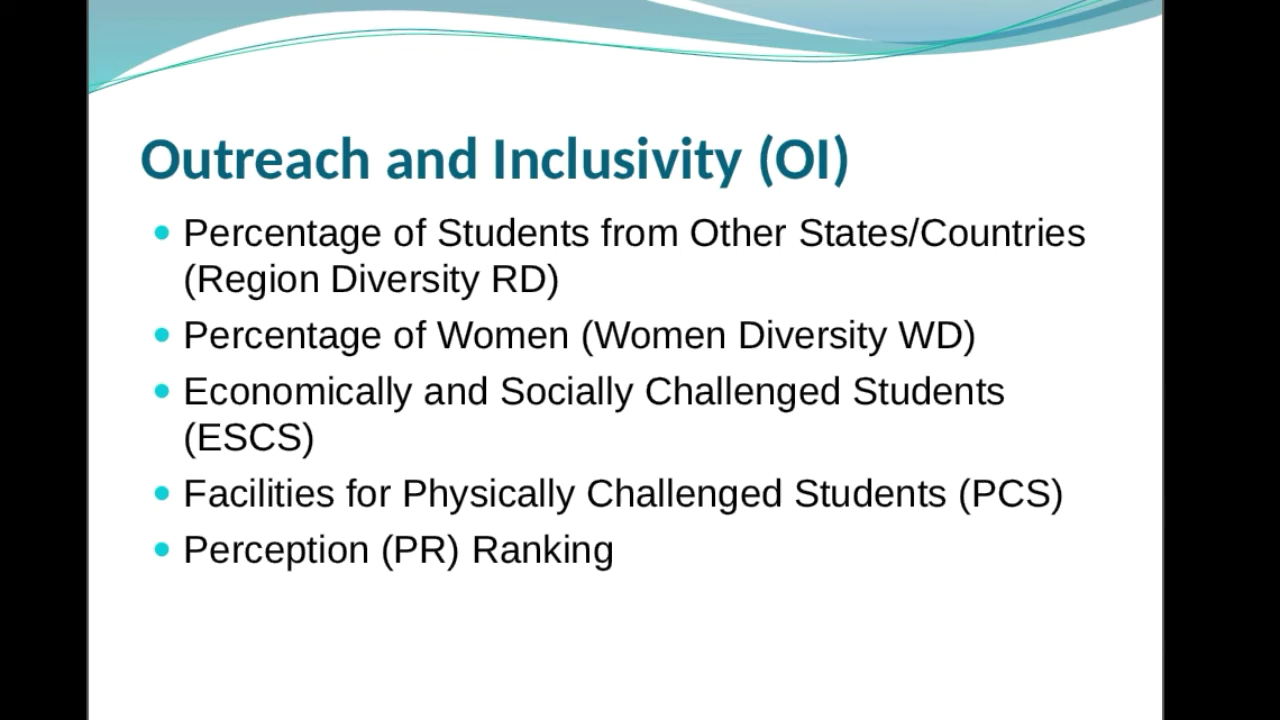 Outreach and Inclusivity (OI)
• Percentage of Students from Other States/Countries
(Region Diversity RD)
• Percentage of Women (Women Diversity WD)
• Economically and Socially Challenged Students
(ESCS)
• Facilities for Physically Challenged Students (PCS)
• Perception (PR) Ranking